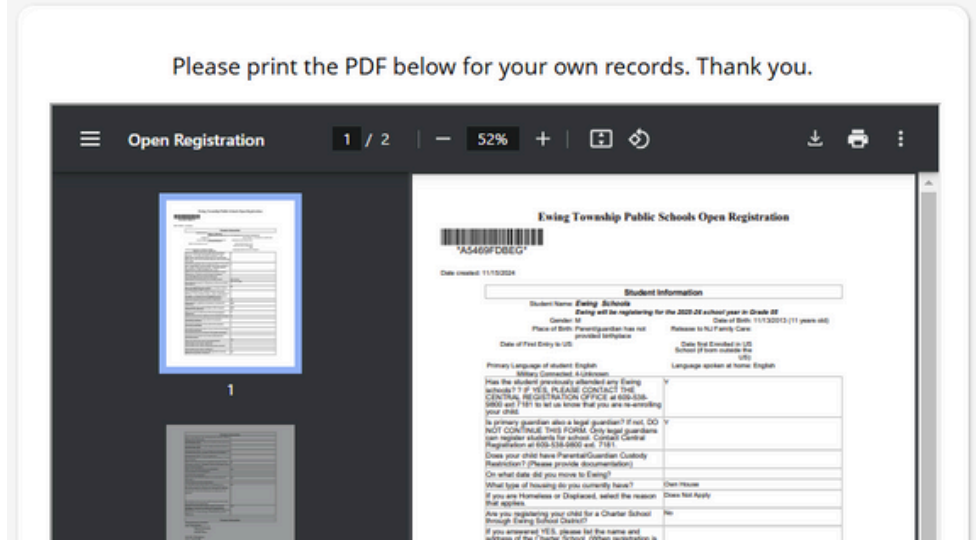 Please print the PDF below for your own records. Thank you.
Open Registration
1 / 2
52%
1
Ewing Township Public Schools Open Registration
*A5469FDBEG*
Date created: 11/15/2024
Student Information
Student Name: Ewing Schools
Ewing will be registering for the 2025-26 school year in Grade 05
Gender: M Date of Birth: 11/13/2013 (11 years old)
Place of Birth: Parent/guardian has not provided birthplace
Release to NJ Family Care:
Date of First Entry to US:
Date first Enrolled in US School (if born outside the US):
Primary Language of student: English Language spoken at home: English
Military Connected: 4-Unknown
Has the student previously attended any Ewing Y
schools? ? IF YES, PLEASE CONTACT THE
CENTRAL REGISTRATION OFFICE at 609-538-
9800 ext 7181 to let us know that you are re-enrolling
your child.
Is primary guardian also a legal guardian? If not, DO Y
NOT CONTINUE THIS FORM. Only legal guardians
can register students for school. Contact Central
Registration at 609-538-9800 ext. 7181.
Does your child have Parental/Guardian Custody
Restriction? (Please provide documentation)
On what date did you move to Ewing?
What type of housing do you currently have? Own House
If you are Homeless or Displaced, select the reason Does Not Apply
that applies.
Are you registering your child for a Charter School No
through Ewing School District?
If you answered YES, please list the name and
address of the Charter School. (When registration is